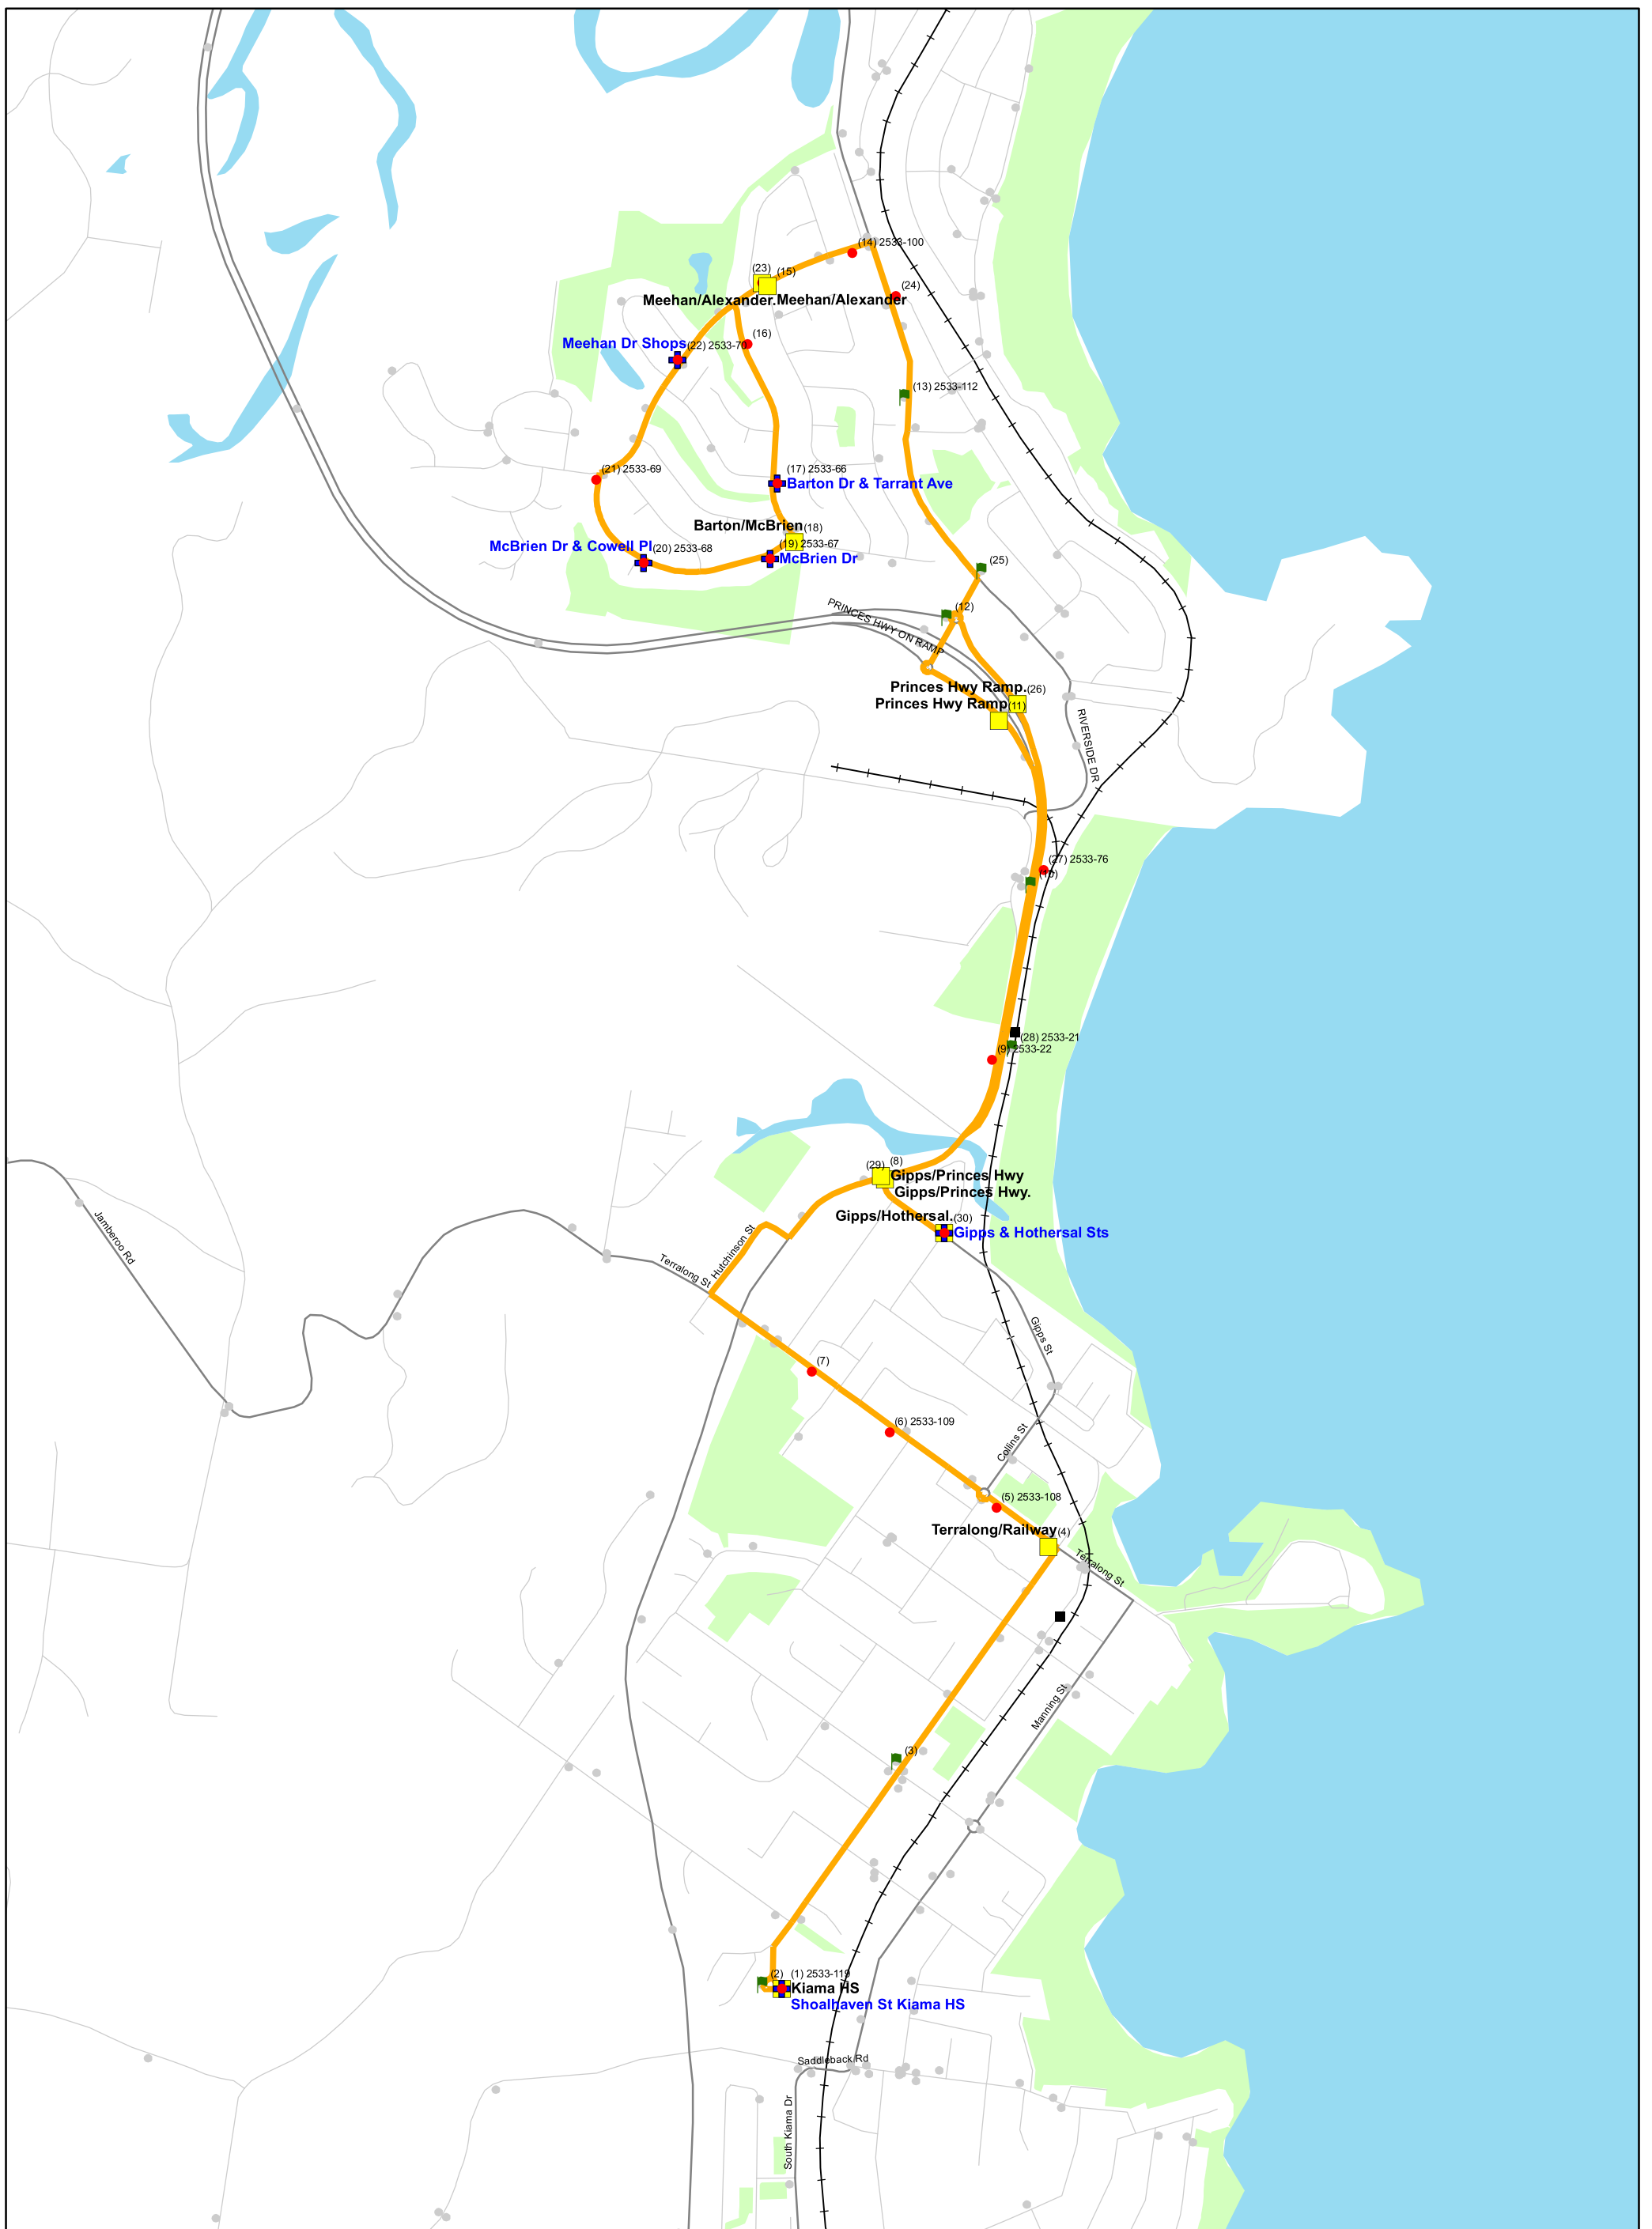 (14) 2533-100
(23)
(15)
(24)
Meehan/Alexander.
Meehan/Alexander
(16)
Meehan Dr Shops
(22) 2533-70
(13) 2533-112
(21) 2533-69
(17) 2533-66
Barton Dr & Tarrant Ave
Barton/McBrien
(18)
McBrien Dr & Cowell Pl
(20) 2533-68
(19) 2533-67
McBrien Dr
(25)
(12)
PRINCES HWY ON RAMP
Princes Hwy Ramp.
(26)
Princes Hwy Ramp
(11)
RIVERSIDE DR
(27) 2533-76
(10)
(28) 2533-21
(9) 2533-22
(29)
(8)
Gipps/Princes Hwy
Gipps/Princes Hwy.
Gipps/Hothersal.
(30)
Gipps & Hothersal Sts
Jamberoo Rd
Hutchinson St
Terralong St
Gipps St
(7)
(6) 2533-109
Collins St
(5) 2533-108
Terralong/Railway
(4)
Terralong St
Manning St
(3)
(2)
(1) 2533-119
Kiama HS
Shoalhaven St Kiama HS
Saddleback Rd
South Kiama Dr